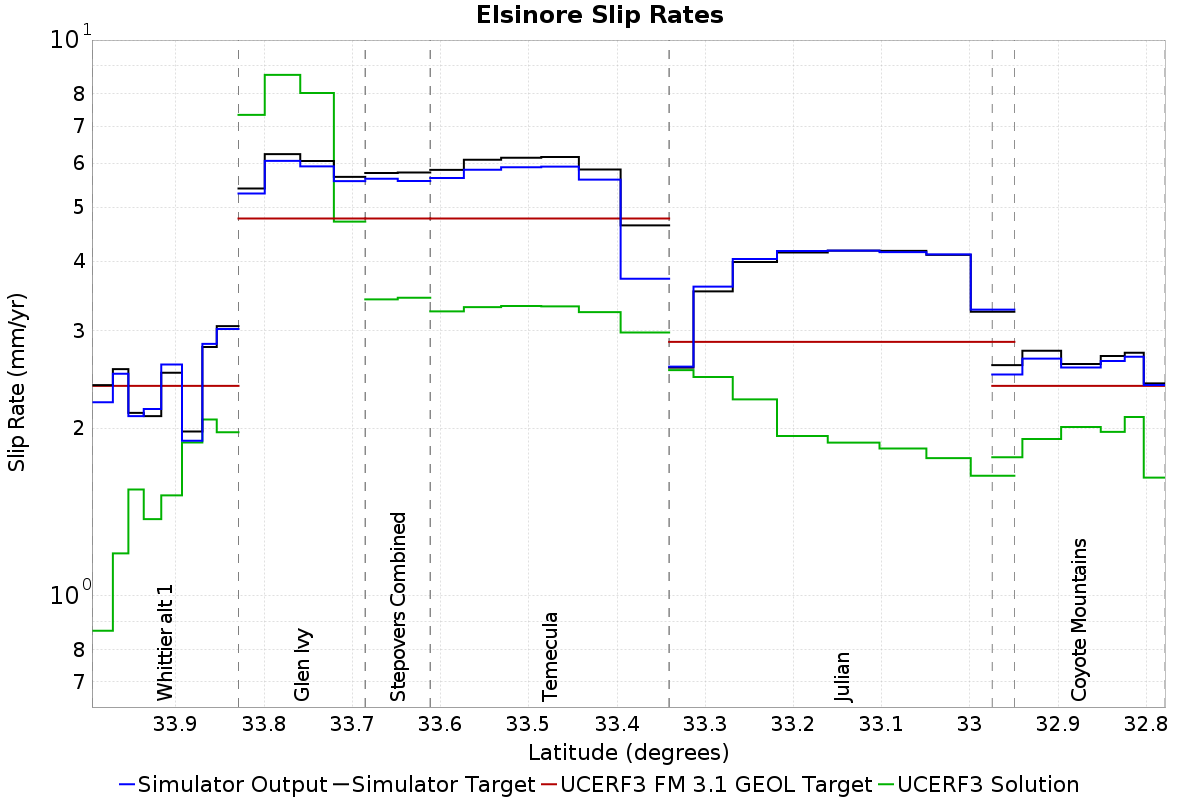 Elsinore Slip Rates
10^1
8
7
6
5
4
3
2
10^0
8
7
Slip Rate (mm/yr)
Whittier alt 1
Glen Ivy
Stepovers Combined
Temecula
Julian
Coyote Mountains
33.9 33.8 33.7 33.6 33.5 33.4 33.3 33.2 33.1 33 32.9 32.8
Latitude (degrees)
Simulator Output Simulator Target UCERF3 FM 3.1 GEOL Target UCERF3 Solution